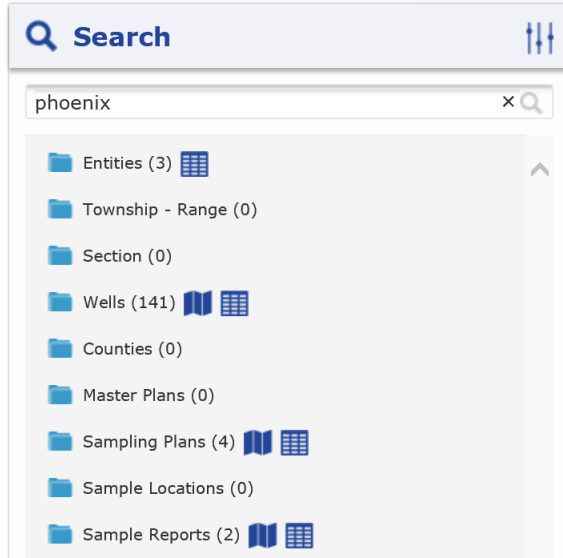 Search
phoenix
Entities (3)
Township - Range (0)
Section (0)
Wells (141)
Counties (0)
Master Plans (0)
Sampling Plans (4)
Sample Locations (0)
Sample Reports (2)